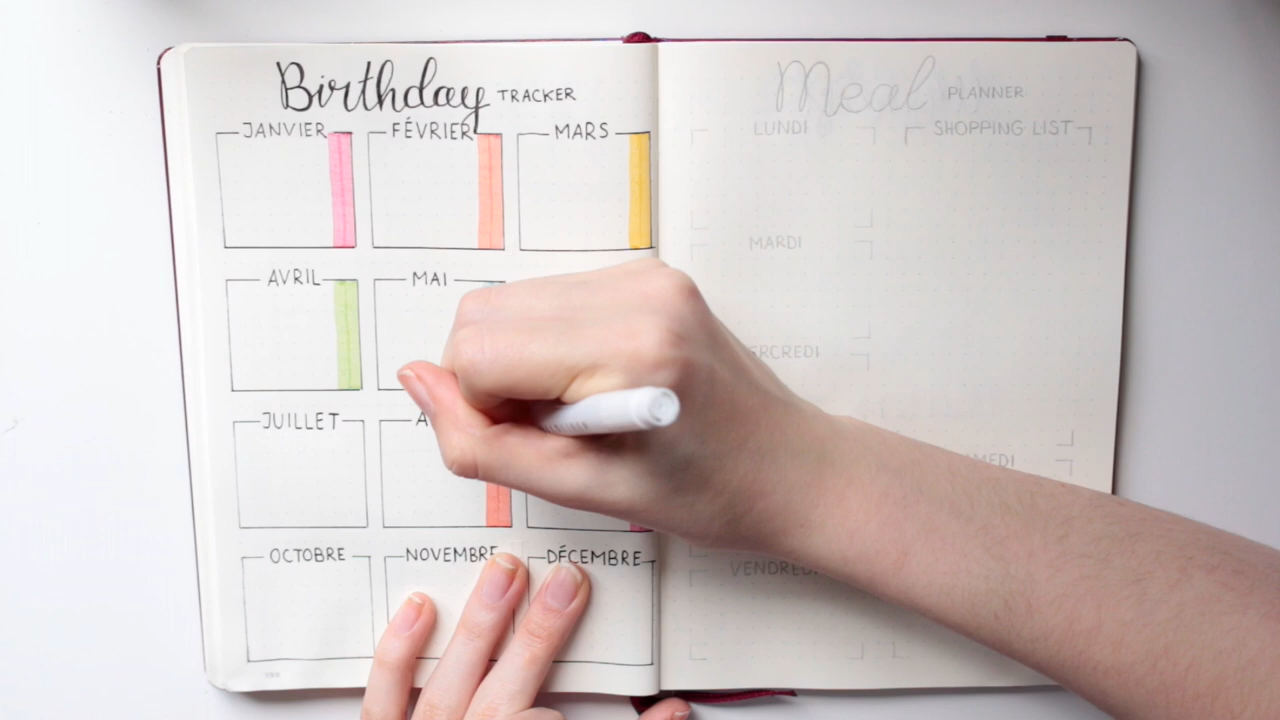 Birthday TRACKER
JANVIER FÉVRIER MARS
AVRIL MAI
JUILLET
OCTOBRE NOVEMBRE DÉCEMBRE
Meal PLANNER
LUNDI SHOPPING LIST
MARDI
VENDREDI